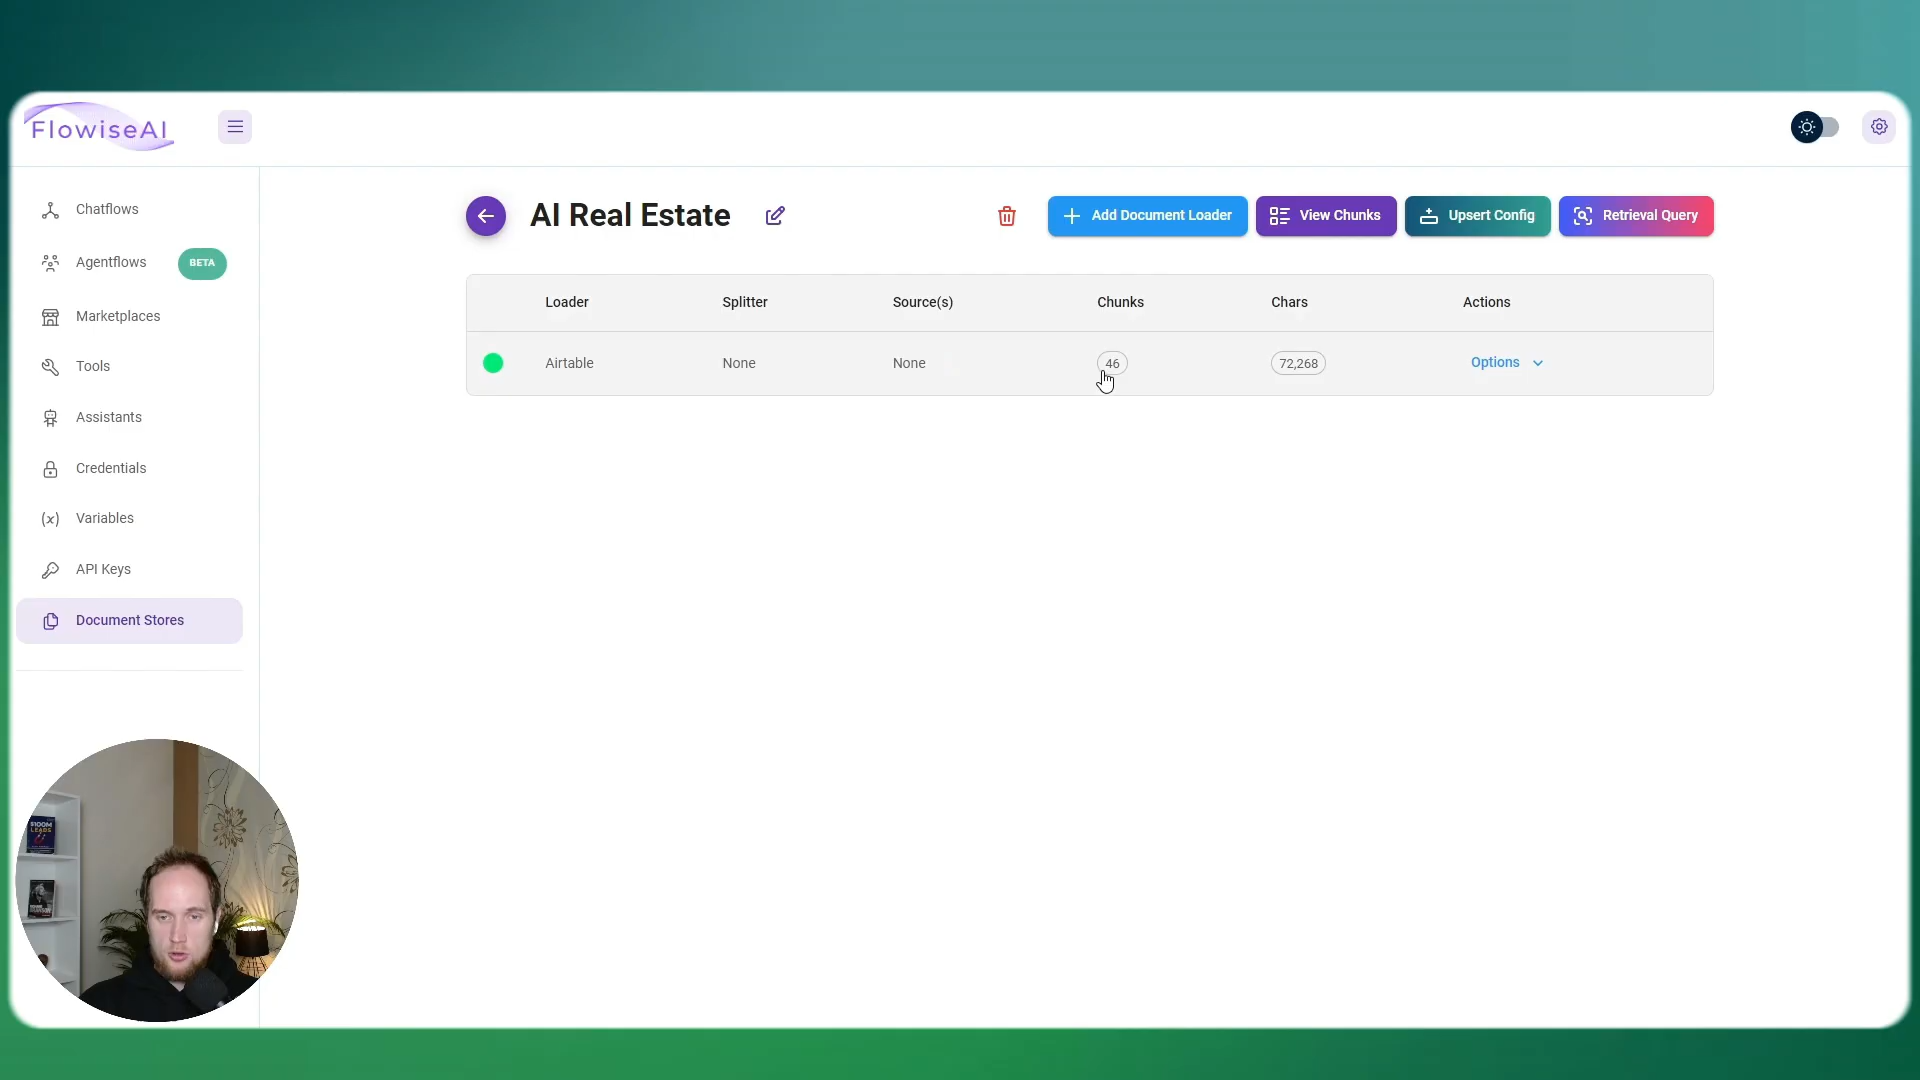 FlowiseAI
AI Real Estate
Add Document Loader
View Chunks
Upsert Config
Retrieval Query
Chatflows
Agentflows BETA
Marketplaces
Tools
Assistants
Credentials
Variables
API Keys
Document Stores
Loader Splitter Source(s) Chunks Chars Actions
Airtable None None 46 72,268 Options
$100M
LEADS